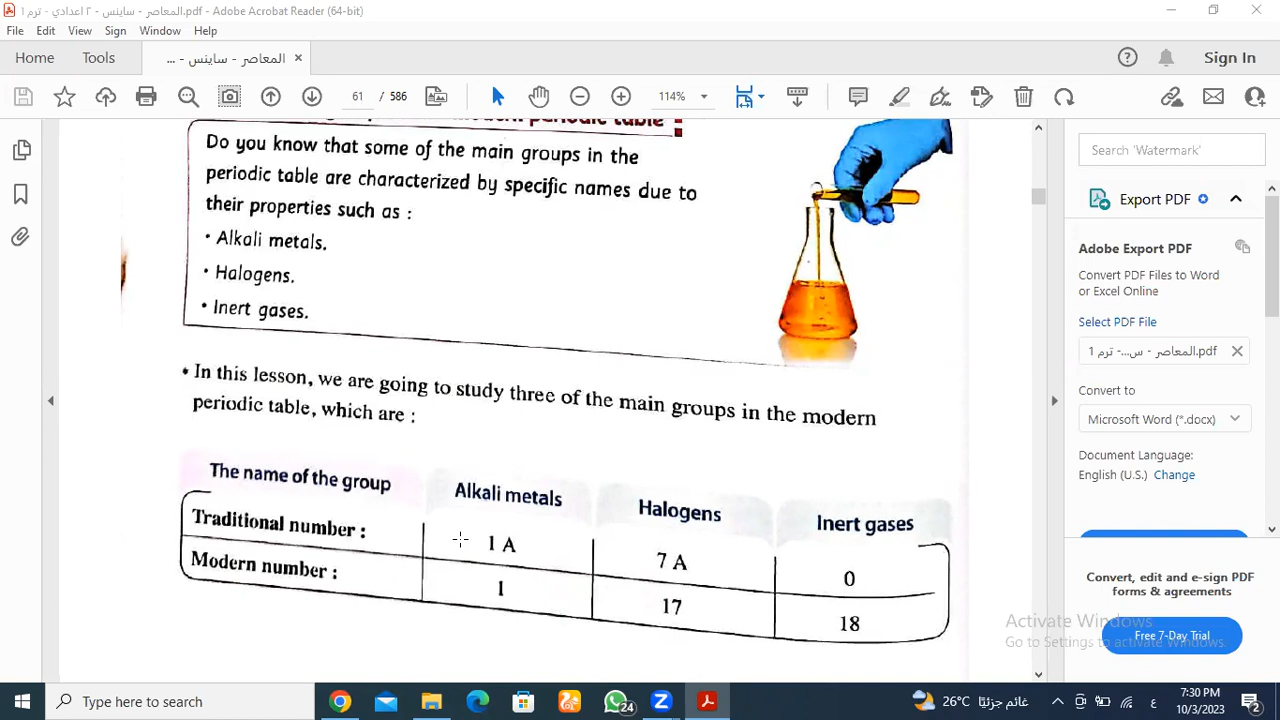 المعاصر - ساينس - ٢ اعدادي - ترم ١.pdf - Adobe Acrobat Reader (64-bit)
File Edit View Sign Window Help
Home Tools المعاصر - ساينس - ... × Sign In
61 / 586 114%
modern periodic table
Do you know that some of the main groups in the
periodic table are characterized by specific names due to
their properties such as :
• Alkali metals.
• Halogens.
• Inert gases.
• In this lesson, we are going to study three of the main groups in the modern
periodic table, which are :
The name of the group Alkali metals Halogens Inert gases
Traditional number : 1 A 7 A 0
Modern number : 1 17 18
Search 'Watermark'
Export PDF
Adobe Export PDF
Convert PDF Files to Word
or Excel Online
Select PDF File
المعاصر - س...- ترم 1.pdf
Convert to
Microsoft Word (*.docx)
Document Language:
English (U.S.) Change
Convert, edit and e-sign PDF
forms & agreements
Free 7-Day Trial
Activate Windows
Go to Settings to activate Windows.
Type here to search
24
26°C غائم جزئيًا
ع
7:30 PM
10/3/2023
2